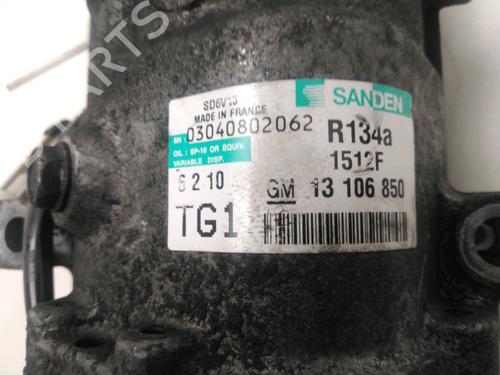 SD6V12
MADE IN FRANCE
SANDEN
SN: 03040802062
R134a
OIL: SP-10 OR EQUIV.
VARIABLE DISP.
1512F
6 2 10
GM 13 106 850
TG1
PARTS